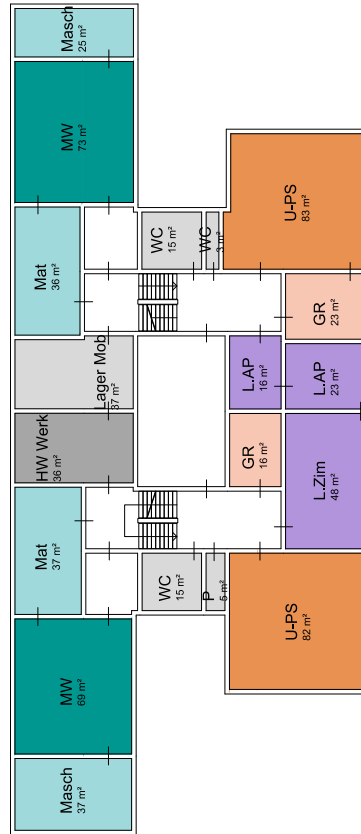 Masch
25 m²
MW
73 m²
Mat
36 m²
WC
15 m²
WC
3 m²
U-PS
83 m²
GR
23 m²
Lager Mob
37 m²
L.AP
16 m²
L.AP
23 m²
HW Werk
36 m²
GR
16 m²
L.Zim
48 m²
Mat
37 m²
WC
15 m²
P
5 m²
U-PS
82 m²
MW
69 m²
Masch
37 m²